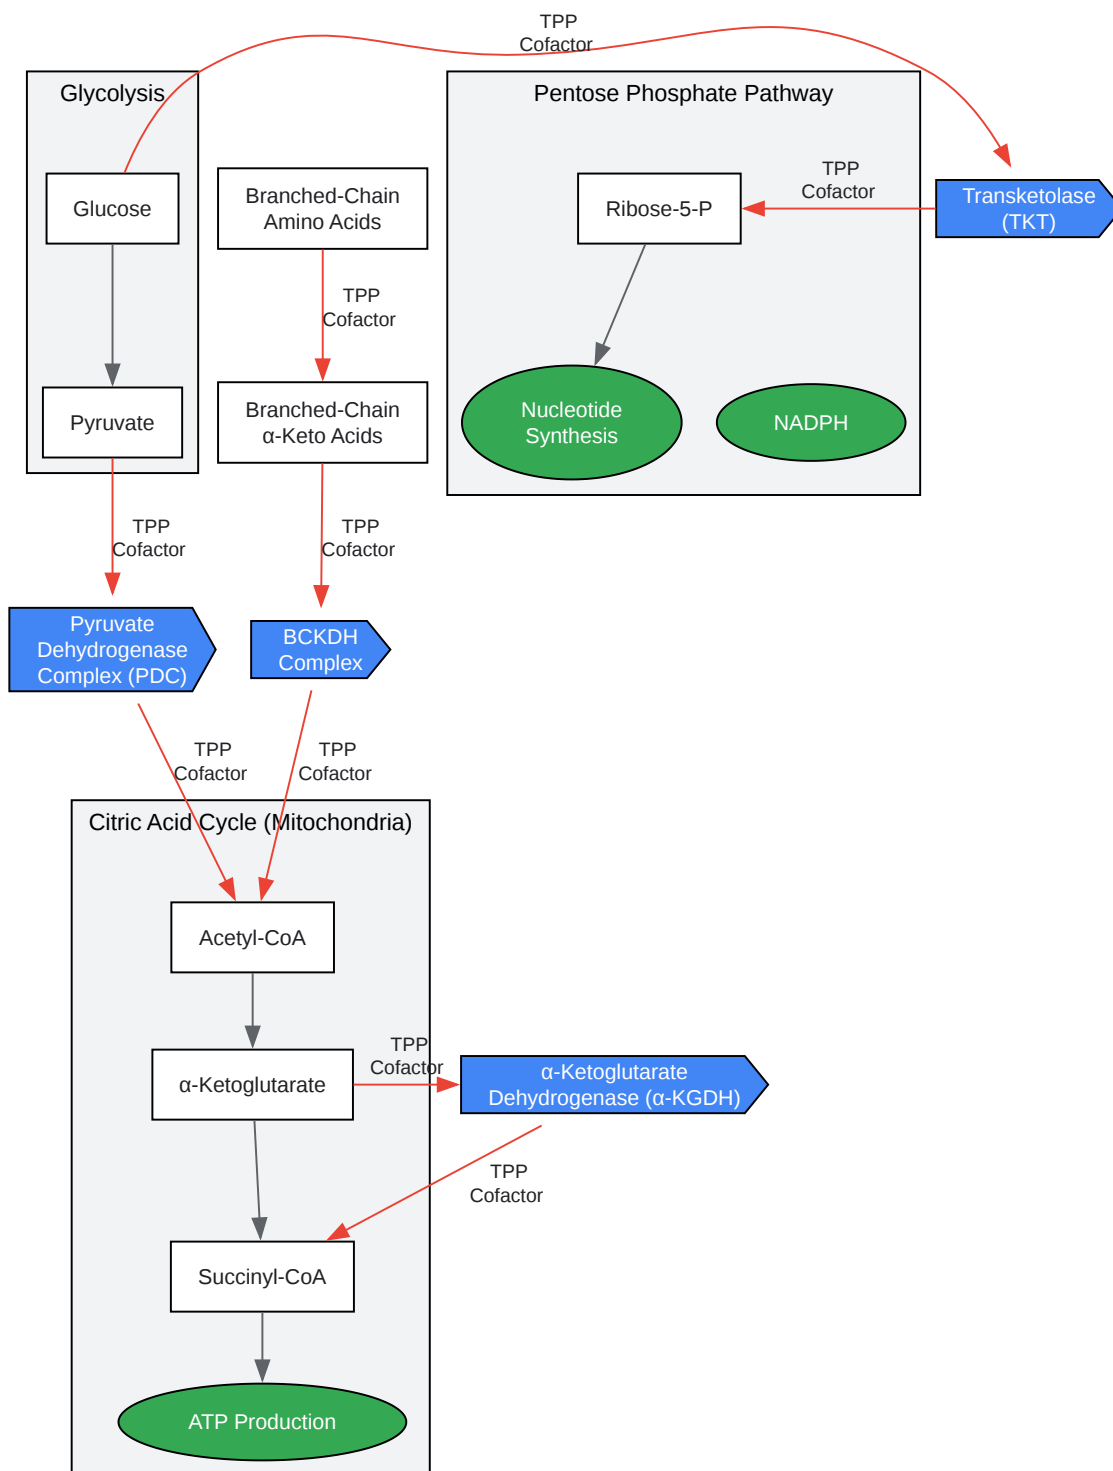 TPP
Cofactor
Glycolysis
Pentose Phosphate Pathway
Glucose
Branched-Chain
Amino Acids
Ribose-5-P
TPP
Cofactor
Transketolase
(TKT)
TPP
Cofactor
Pyruvate
Branched-Chain
α-Keto Acids
Nucleotide
Synthesis
NADPH
TPP
Cofactor
TPP
Cofactor
Pyruvate
Dehydrogenase
Complex (PDC)
BCKDH
Complex
TPP
Cofactor
TPP
Cofactor
Citric Acid Cycle (Mitochondria)
Acetyl-CoA
α-Ketoglutarate
TPP
Cofactor
α-Ketoglutarate
Dehydrogenase (α-KGDH)
TPP
Cofactor
Succinyl-CoA
ATP Production